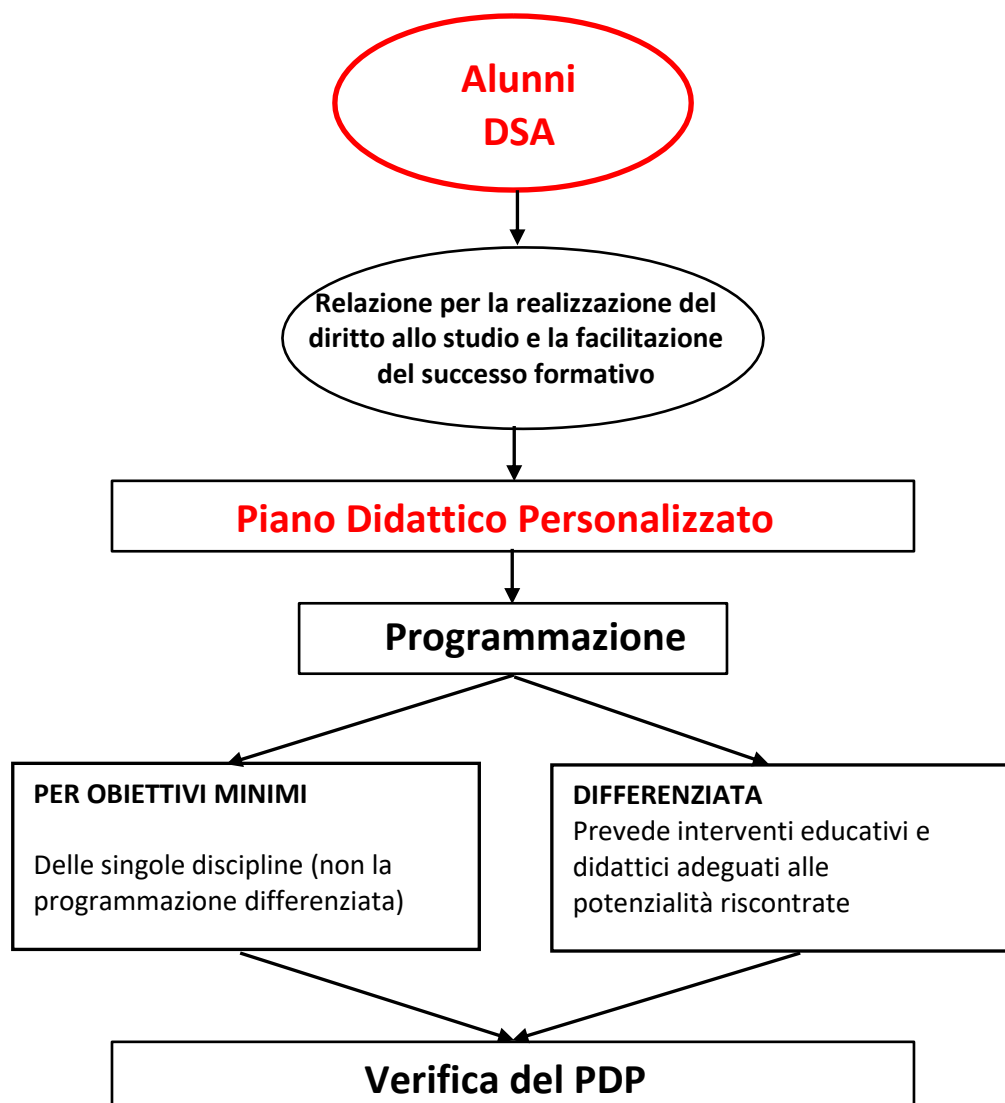 Alunni
DSA
Relazione per la realizzazione del
diritto allo studio e la facilitazione
del successo formativo
Piano Didattico Personalizzato
Programmazione
PER OBIETTIVI MINIMI
Delle singole discipline (non la
programmazione differenziata)
DIFFERENZIATA
Prevede interventi educativi e
didattici adeguati alle
potenzialità riscontrate
Verifica del PDP